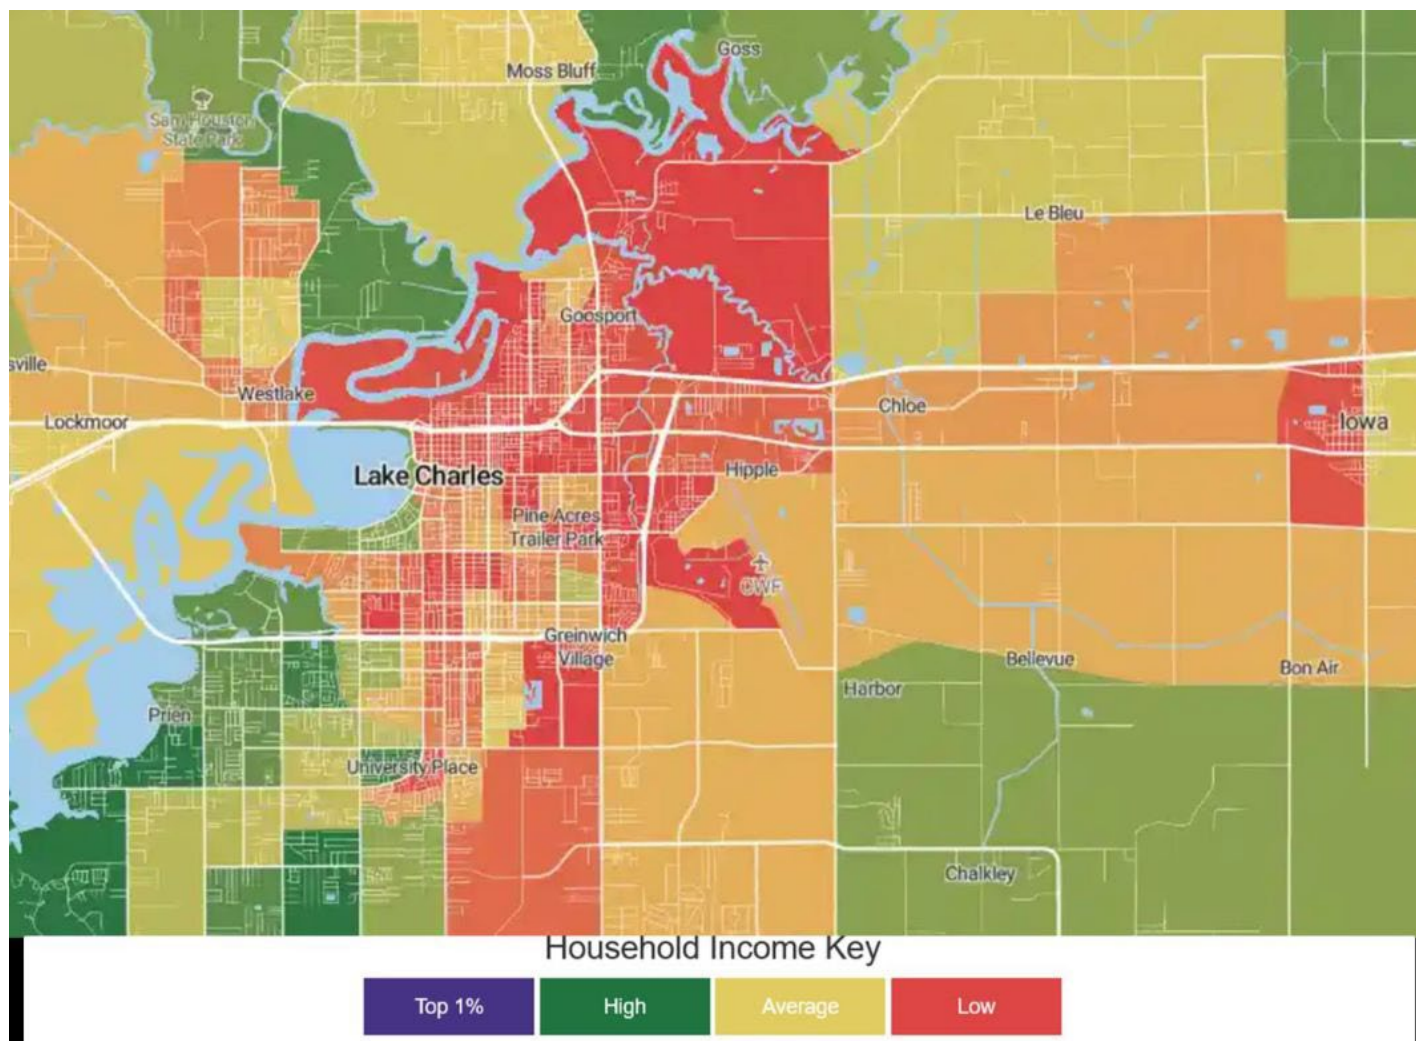 Goss
Moss Bluff
Sam Houston
State Park
Le Bleu
Goosport
sville
Westlake
Chloe
Lockmoor
Iowa
Lake Charles
Hipple
Pine Acres
Trailer Park
CWF
Greinwich
Village
Bellevue
Bon Air
Harbor
Prien
University Place
Chalkley
Household Income Key
Top 1%
High
Average
Low